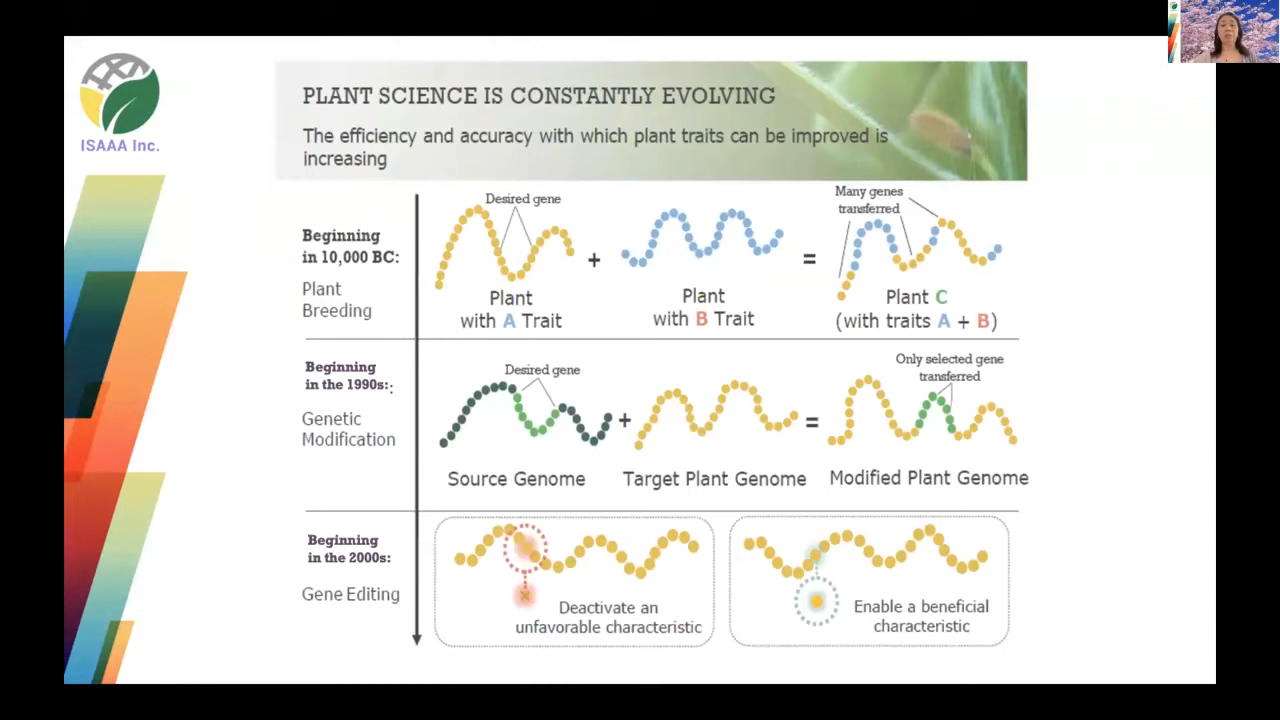 ISAAA Inc.
PLANT SCIENCE IS CONSTANTLY EVOLVING
The efficiency and accuracy with which plant traits can be improved is
increasing
Beginning
in 10,000 BC:
Plant
Breeding
Desired gene
+
=
Many genes
transferred
Plant
with A Trait
Plant
with B Trait
Plant C
(with traits A + B)
Beginning
in the 1990s::
Genetic
Modification
Desired gene
+
=
Only selected gene
transferred
Source Genome
Target Plant Genome
Modified Plant Genome
Beginning
in the 2000s:
Gene Editing
Deactivate an
unfavorable characteristic
Enable a beneficial
characteristic